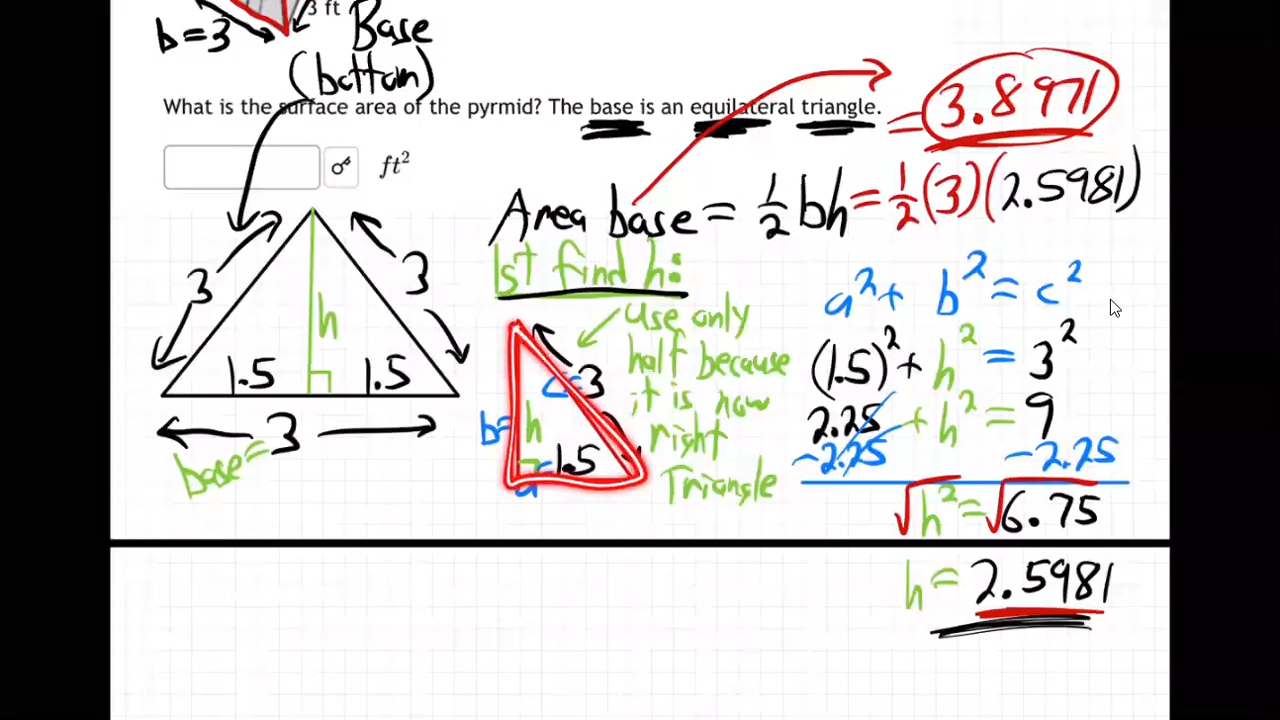 3 ft
b=3
Base
(bottom)
What is the surface area of the pyrmid? The base is an equilateral triangle.
= 3.8971
ft²
Area base = ½bh = ½(3)(2.5981)
1st find h:
3
3
h
1.5
1.5
3
base=
use only
half because
it is now
right
Triangle
c=3
b=
h
1.5
a=
a² + b² = c²
(1.5)² + h² = 3²
2.25 + h² = 9
-2.25 -2.25
√h² = √6.75
h = 2.5981